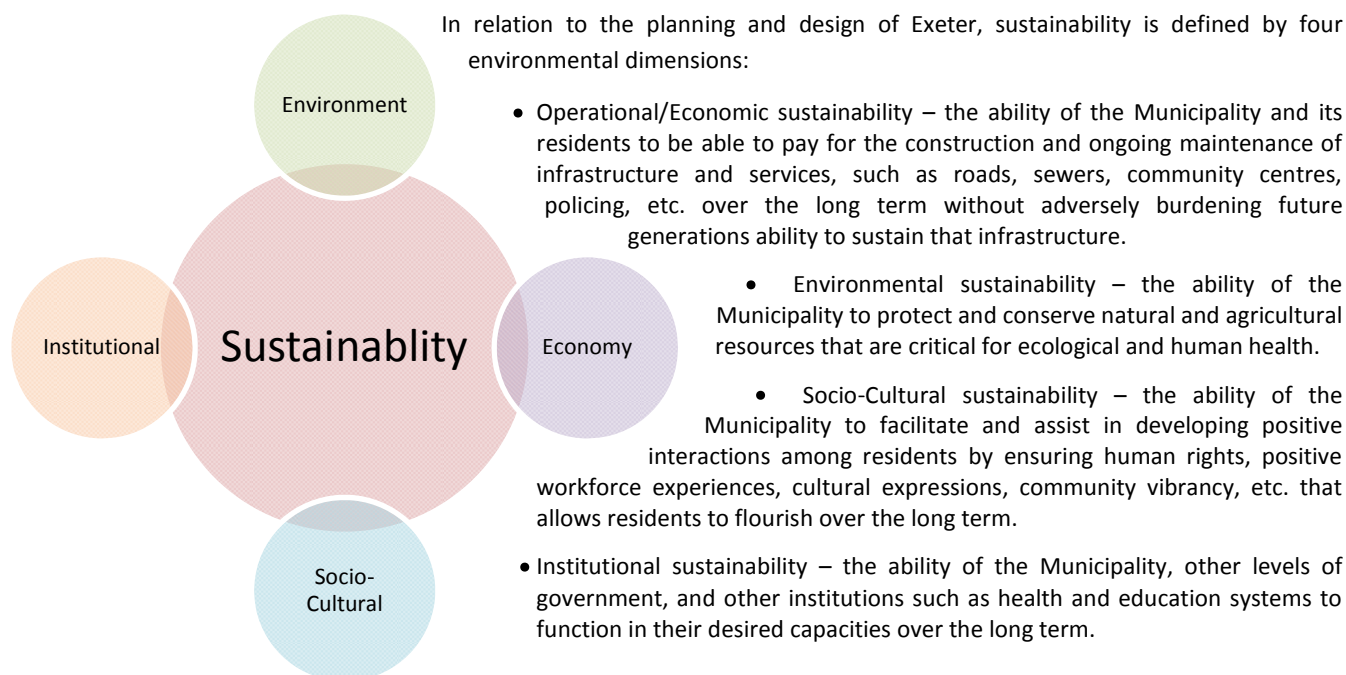 In relation to the planning and design of Exeter, sustainability is defined by four
environmental dimensions:
Environment
Institutional
Sustainablity
Economy
Socio-
Cultural
• Operational/Economic sustainability – the ability of the Municipality and its
residents to be able to pay for the construction and ongoing maintenance of
infrastructure and services, such as roads, sewers, community centres,
policing, etc. over the long term without adversely burdening future
generations ability to sustain that infrastructure.
• Environmental sustainability – the ability of the
Municipality to protect and conserve natural and agricultural
resources that are critical for ecological and human health.
• Socio-Cultural sustainability – the ability of the
Municipality to facilitate and assist in developing positive
interactions among residents by ensuring human rights, positive
workforce experiences, cultural expressions, community vibrancy, etc. that
allows residents to flourish over the long term.
• Institutional sustainability – the ability of the Municipality, other levels of
government, and other institutions such as health and education systems to
function in their desired capacities over the long term.